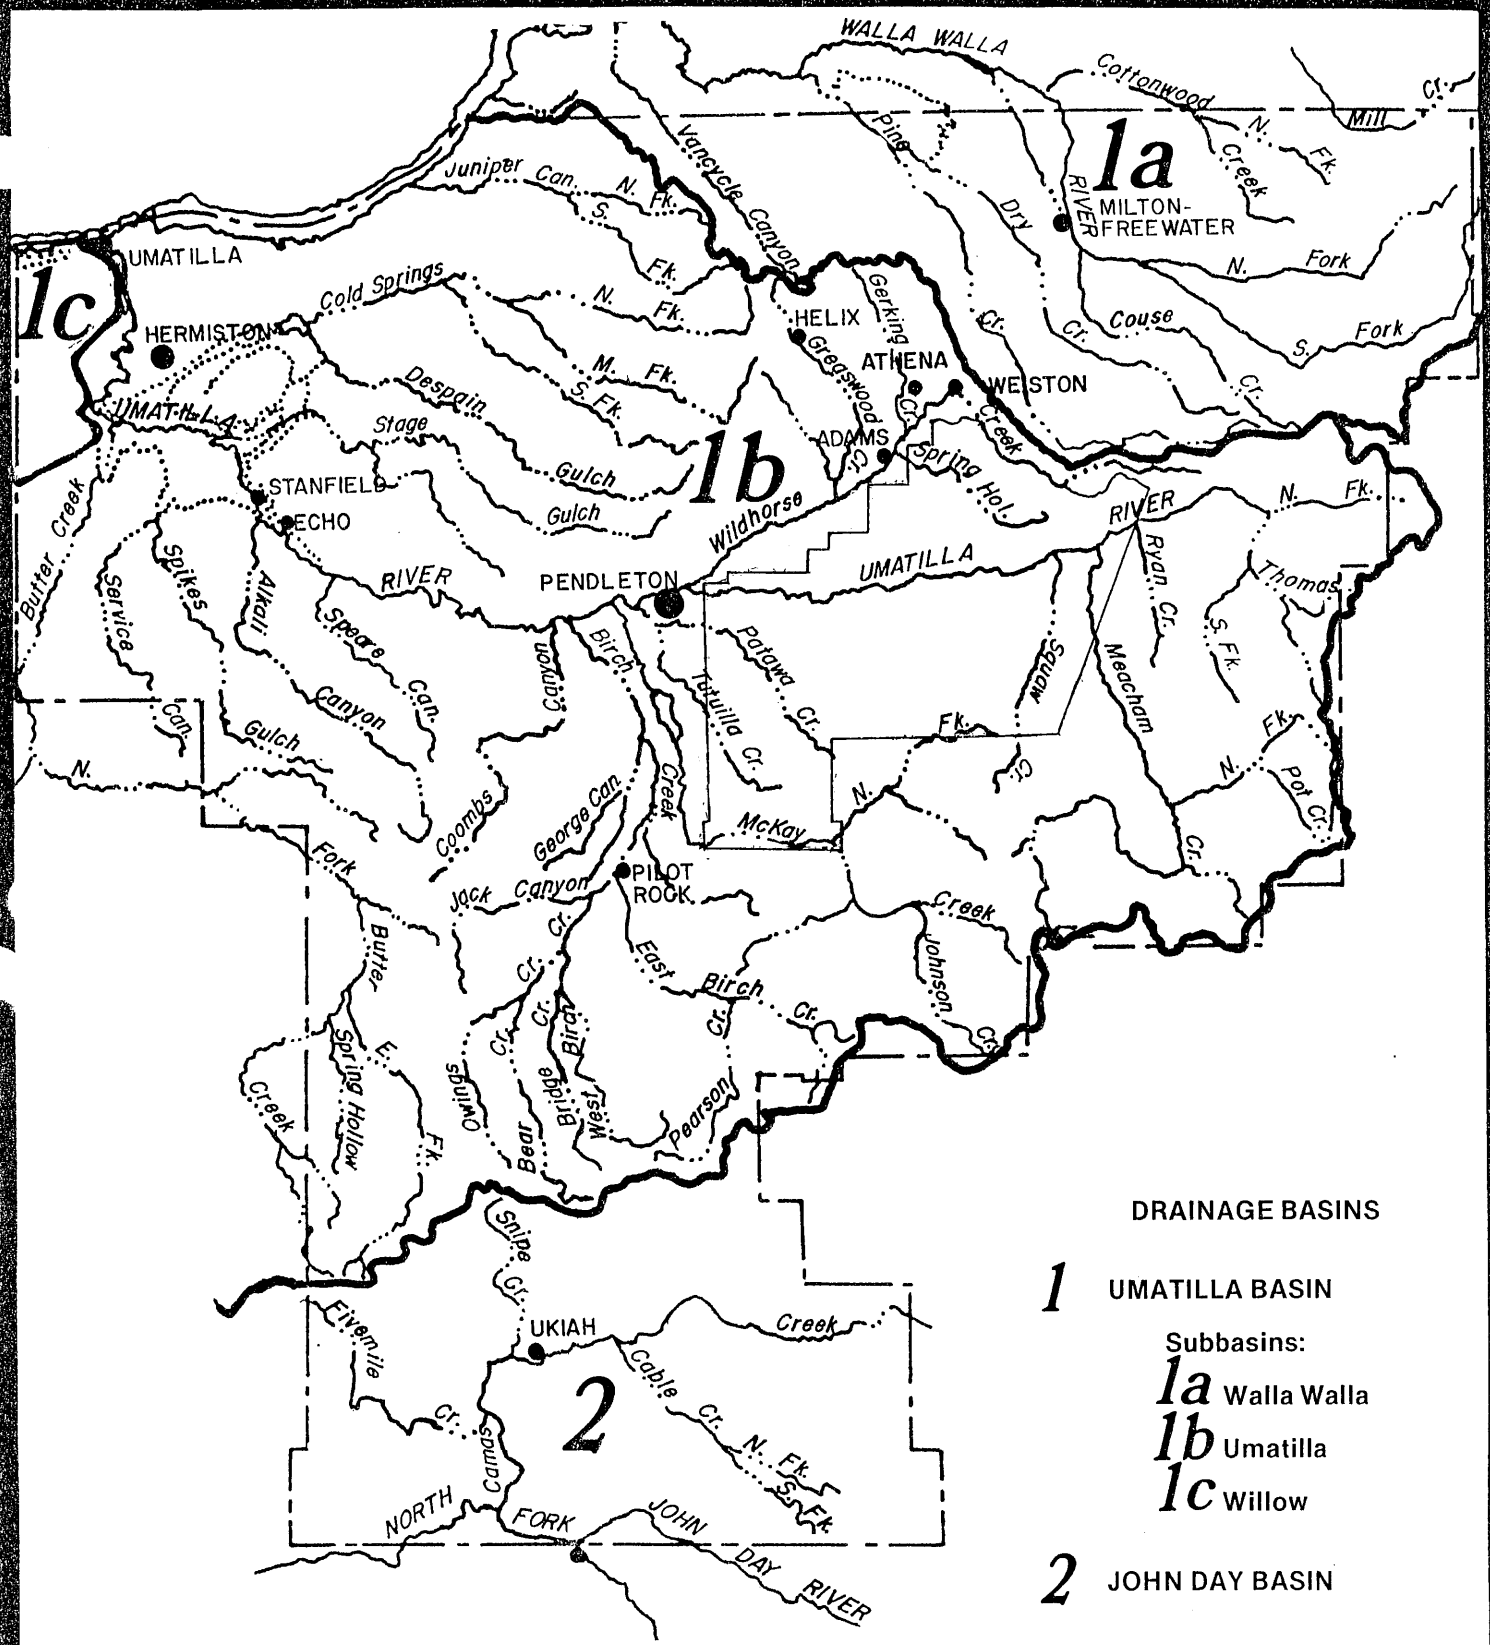 WALLA WALLA
Cottonwood
Cr.
Mill
Pine
N.
Fk.
Creek
1a
Vancycle Canyon
Juniper Can. N. Fk.
S.
Fk.
RIVER
MILTON-
FREEWATER
Dry
UMATILLA
N. Fork
1c
Cold Springs
N. Fk.
Gerking
HELIX
Cr.
Cr.
Couse
S. Fork
HERMISTON
Greaswood
ATHENA
WESTON
M. Fk.
Despain
S. Fk.
Cr.
Cr.
UMATILLA
Stage
Creek
ADAMS
Cr.
Spring Hol.
1b
Gulch
STANFIELD
Gulch
Wildhorse
N. Fk.
RIVER
ECHO
Butter Creek
Service
Spikes
Alkali
RIVER
PENDLETON
UMATILLA
Ryan Cr.
Thomas
Speare
Can.
Birch
Canyon
Patawa
Cr.
Squaw
Meacham
S. Fk.
Tutuilla Cr.
Canyon
Can.
Gulch
Fk.
Fk.
N.
N.
Cr.
N.
Pot Cr.
Creek
George Can.
Coombs
McKay
Cr.
Fork
PILOT
ROCK
Jack Canyon
Creek
Cr.
Butter
East
Birch
Cr.
Johnson
Cr.
Cr.
Cr.
Cr.
Birch
Cr.
Spring Hollow
E.
Fk.
Creek
Owings
Bear
Bridge
West
Pearson
Snipe
Cr.
DRAINAGE BASINS
1 UMATILLA BASIN
Subbasins:
1a Walla Walla
1b Umatilla
1c Willow
2 JOHN DAY BASIN
Fivemile
Cr.
UKIAH
Creek
Cable
Cr.
2
N. Fk.
S. Fk.
Camas
NORTH FORK JOHN DAY RIVER